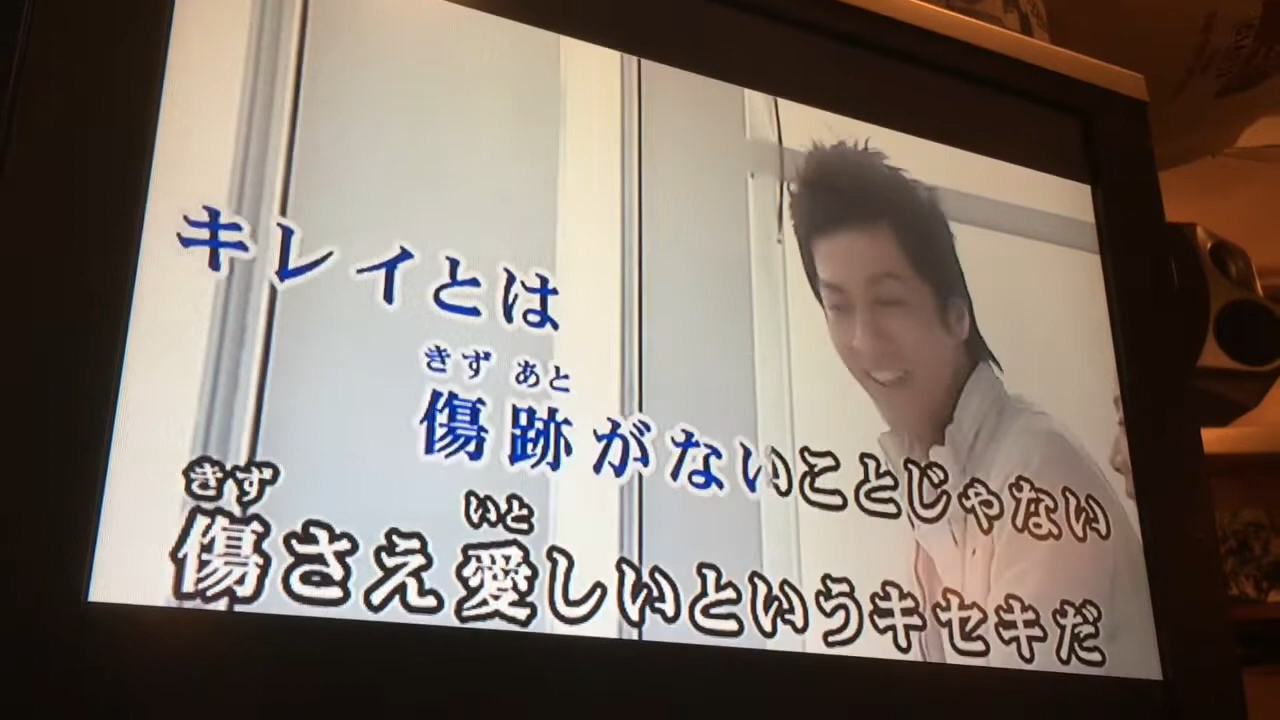 キレイとは
きずあと
傷跡がないことじゃない
きず いと
傷さえ愛しいというキセキだ